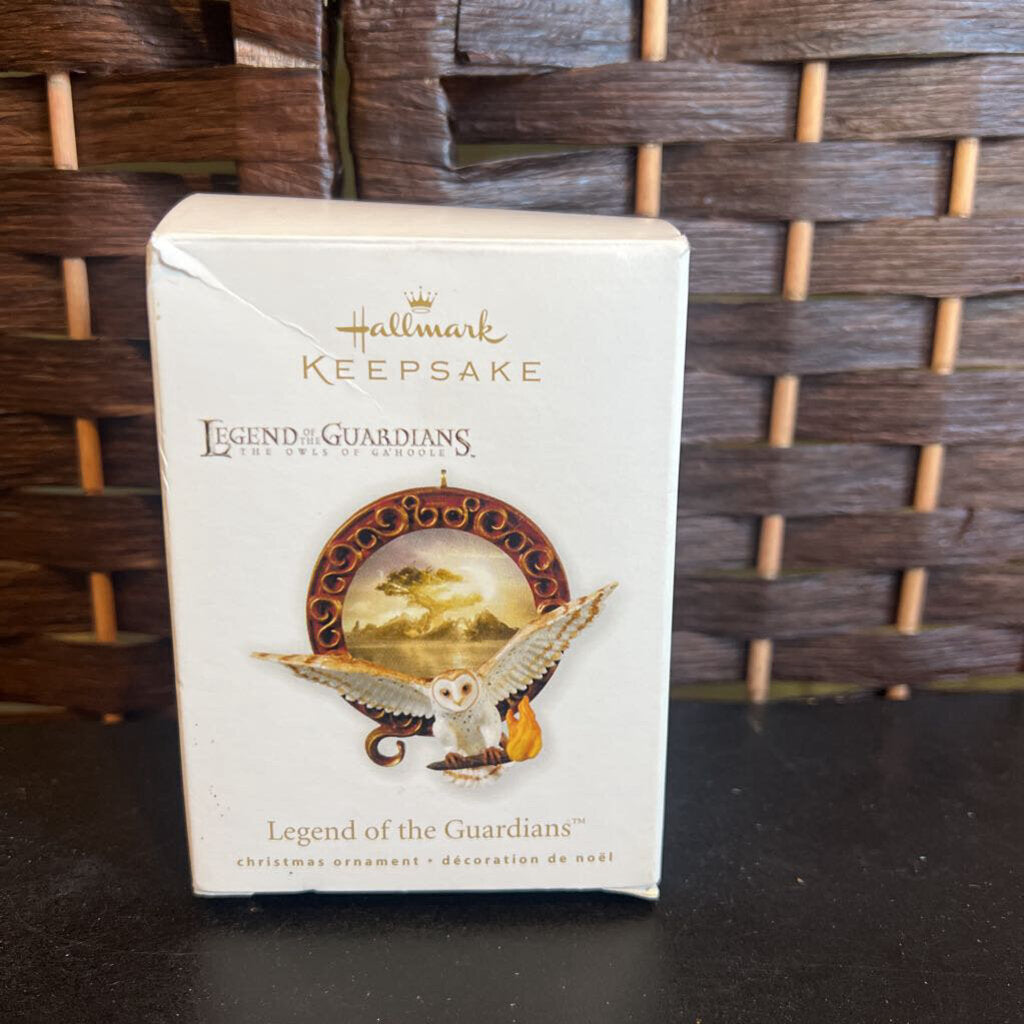 Hallmark
KEEPSAKE
LEGEND OF THE GUARDIANS™
THE OWLS OF GA'HOOLE
Legend of the Guardians™
christmas ornament • décoration de noël